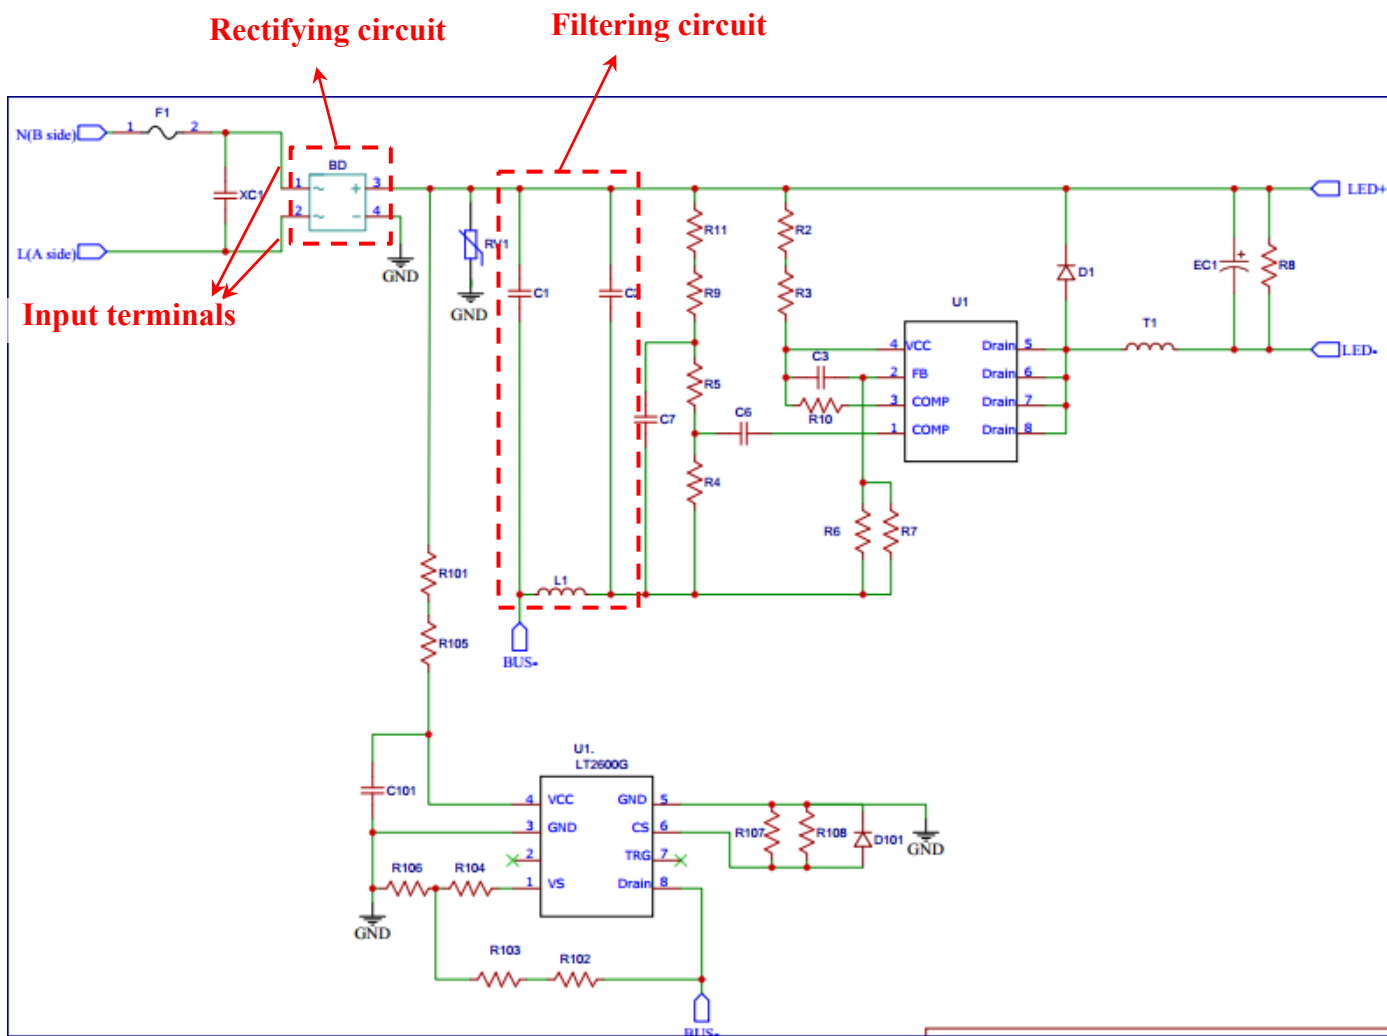 Rectifying circuit
Filtering circuit
F1
N(B side)
1
2
BD
1
~
+
3
XC1
2
~
-
4
L(A side)
GND
Input terminals
RV1
GND
C1
C2
R11
R9
R2
R3
D1
EC1
+
R8
LED+
LED-
T1
U1
4
VCC
Drain
5
2
FB
Drain
6
3
COMP
Drain
7
1
COMP
Drain
8
C3
R10
R5
C7
C6
R4
R6
R7
L1
BUS-
R101
R105
C101
U1.
LT2600G
4
VCC
GND
5
3
GND
CS
6
2
TRG
7
1
VS
Drain
8
R107
R108
D101
GND
R106
R104
GND
R103
R102
BUS-